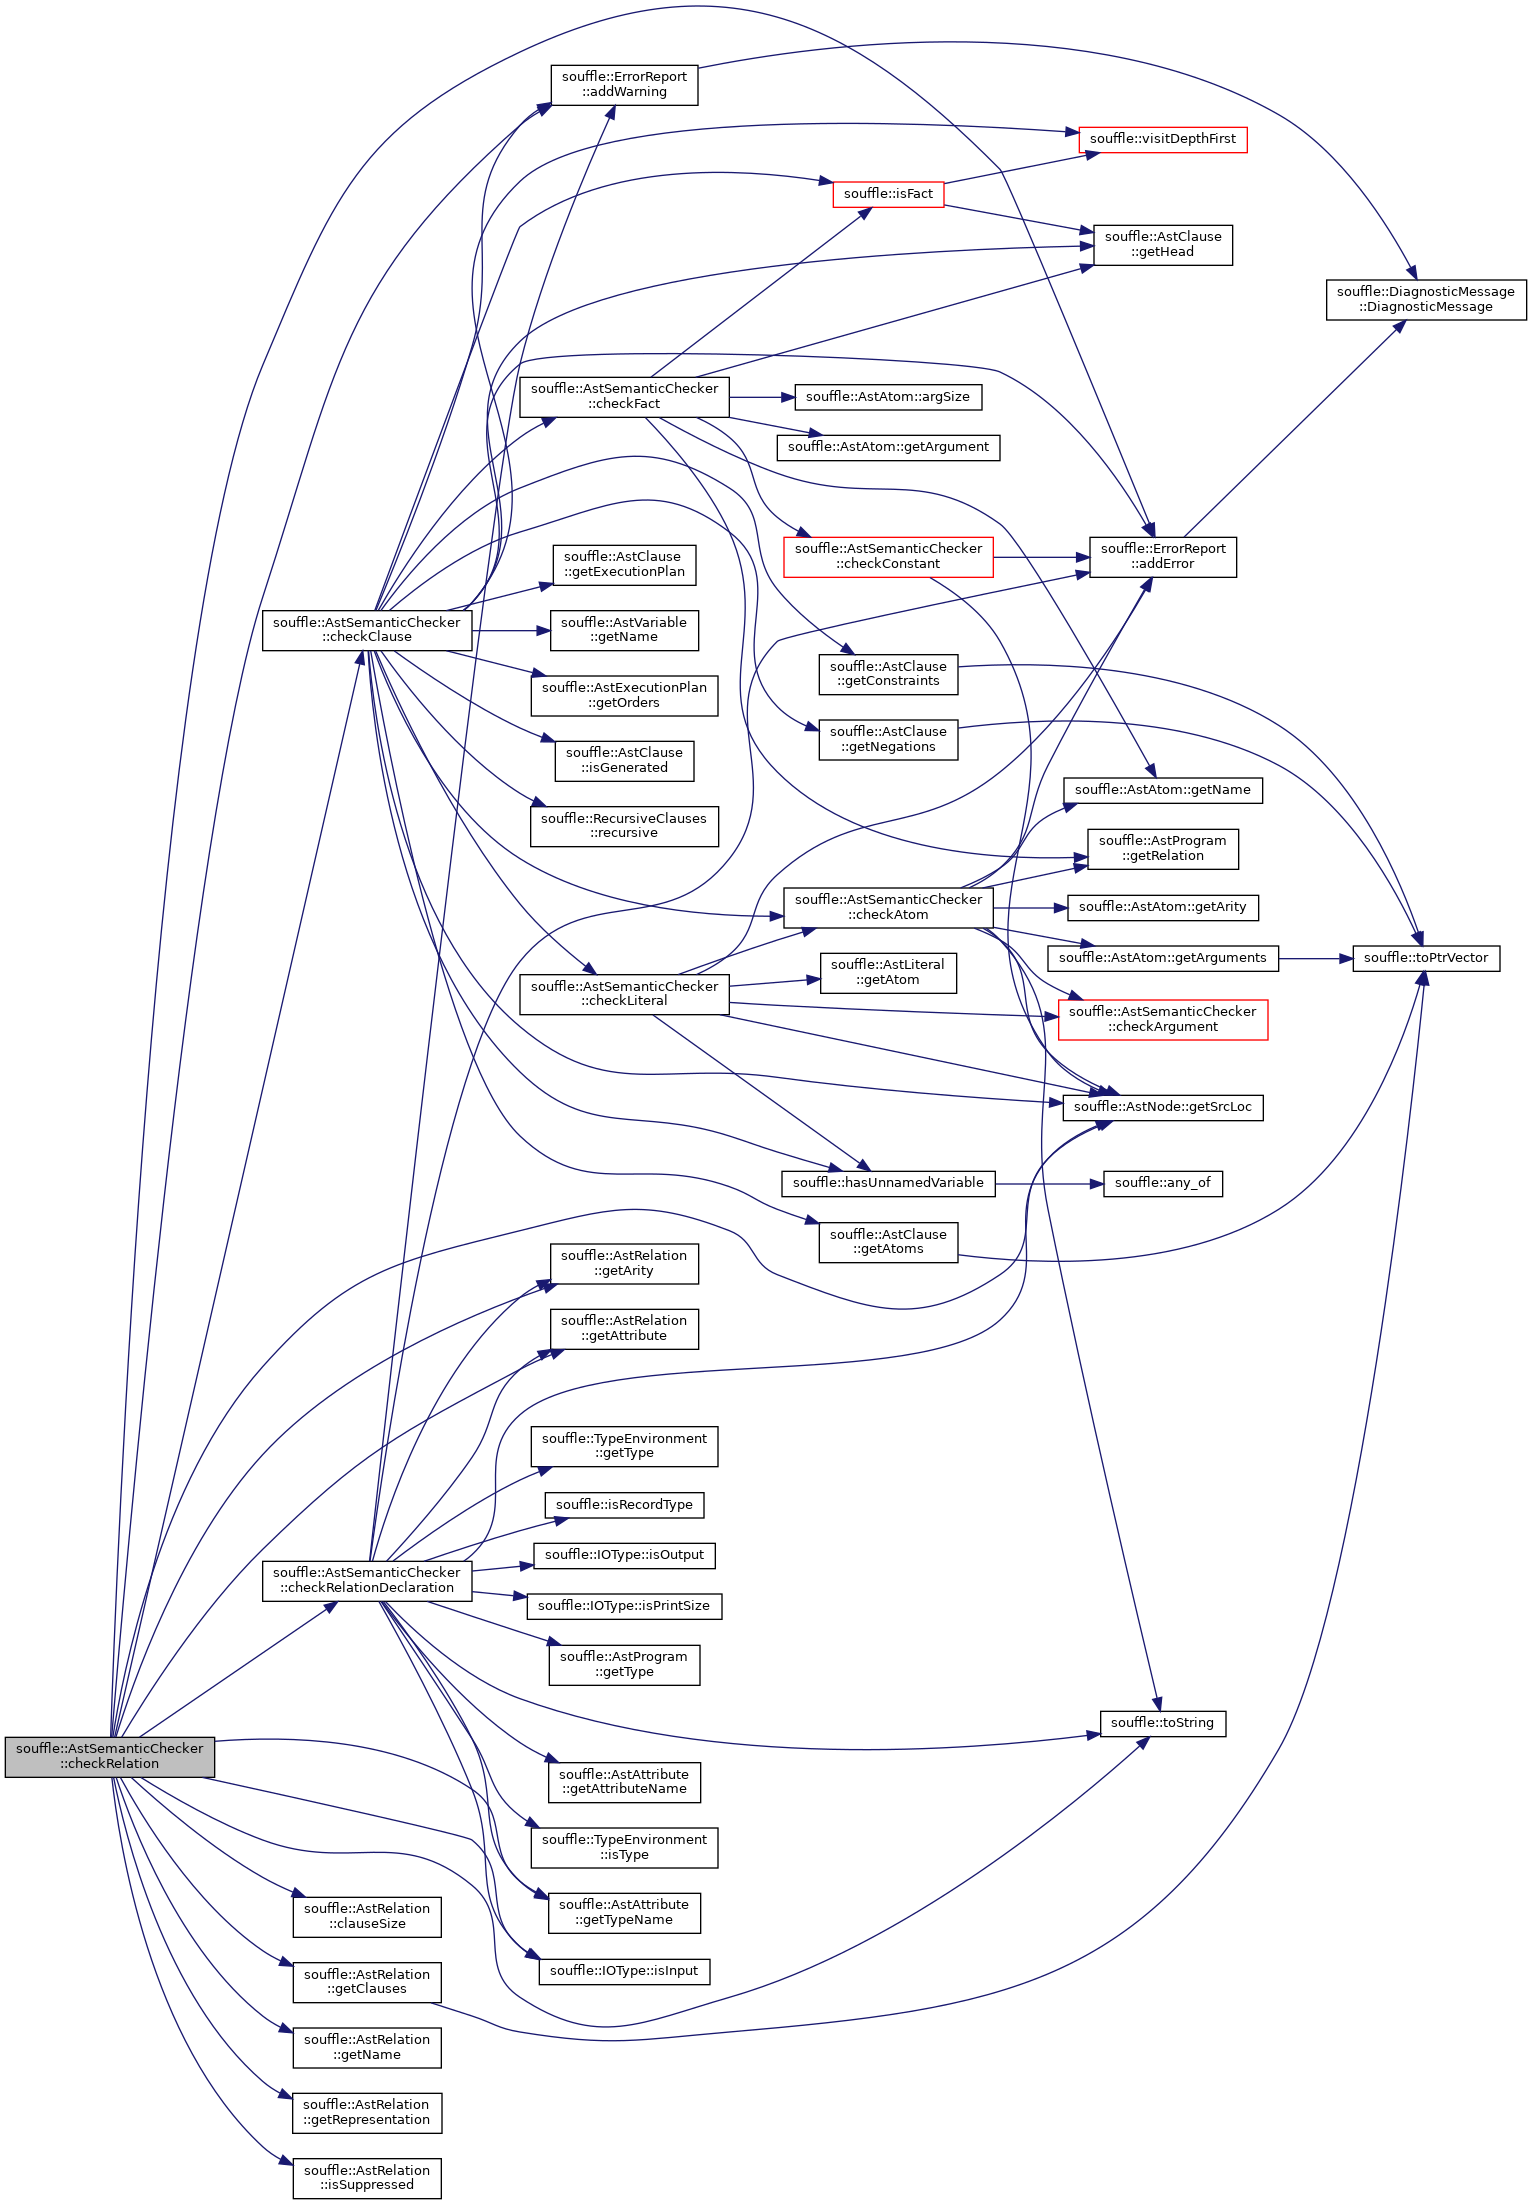 souffle::ErrorReport
::addWarning
souffle::visitDepthFirst
souffle::isFact
souffle::AstClause
::getHead
souffle::DiagnosticMessage
::DiagnosticMessage
souffle::AstSemanticChecker
::checkFact
souffle::AstAtom::argSize
souffle::AstAtom::getArgument
souffle::AstSemanticChecker
::checkConstant
souffle::ErrorReport
::addError
souffle::AstClause
::getExecutionPlan
souffle::AstSemanticChecker
::checkClause
souffle::AstVariable
::getName
souffle::AstClause
::getConstraints
souffle::AstExecutionPlan
::getOrders
souffle::AstClause
::getNegations
souffle::AstClause
::isGenerated
souffle::AstAtom::getName
souffle::RecursiveClauses
::recursive
souffle::AstProgram
::getRelation
souffle::AstSemanticChecker
::checkAtom
souffle::AstAtom::getArity
souffle::AstAtom::getArguments
souffle::toPtrVector
souffle::AstLiteral
::getAtom
souffle::AstSemanticChecker
::checkLiteral
souffle::AstSemanticChecker
::checkArgument
souffle::AstNode::getSrcLoc
souffle::hasUnnamedVariable
souffle::any_of
souffle::AstClause
::getAtoms
souffle::AstRelation
::getArity
souffle::AstRelation
::getAttribute
souffle::TypeEnvironment
::getType
souffle::isRecordType
souffle::IOType::isOutput
souffle::AstSemanticChecker
::checkRelationDeclaration
souffle::IOType::isPrintSize
souffle::AstProgram
::getType
souffle::toString
souffle::AstSemanticChecker
::checkRelation
souffle::AstAttribute
::getAttributeName
souffle::TypeEnvironment
::isType
souffle::AstRelation
::clauseSize
souffle::AstAttribute
::getTypeName
souffle::IOType::isInput
souffle::AstRelation
::getClauses
souffle::AstRelation
::getName
souffle::AstRelation
::getRepresentation
souffle::AstRelation
::isSuppressed